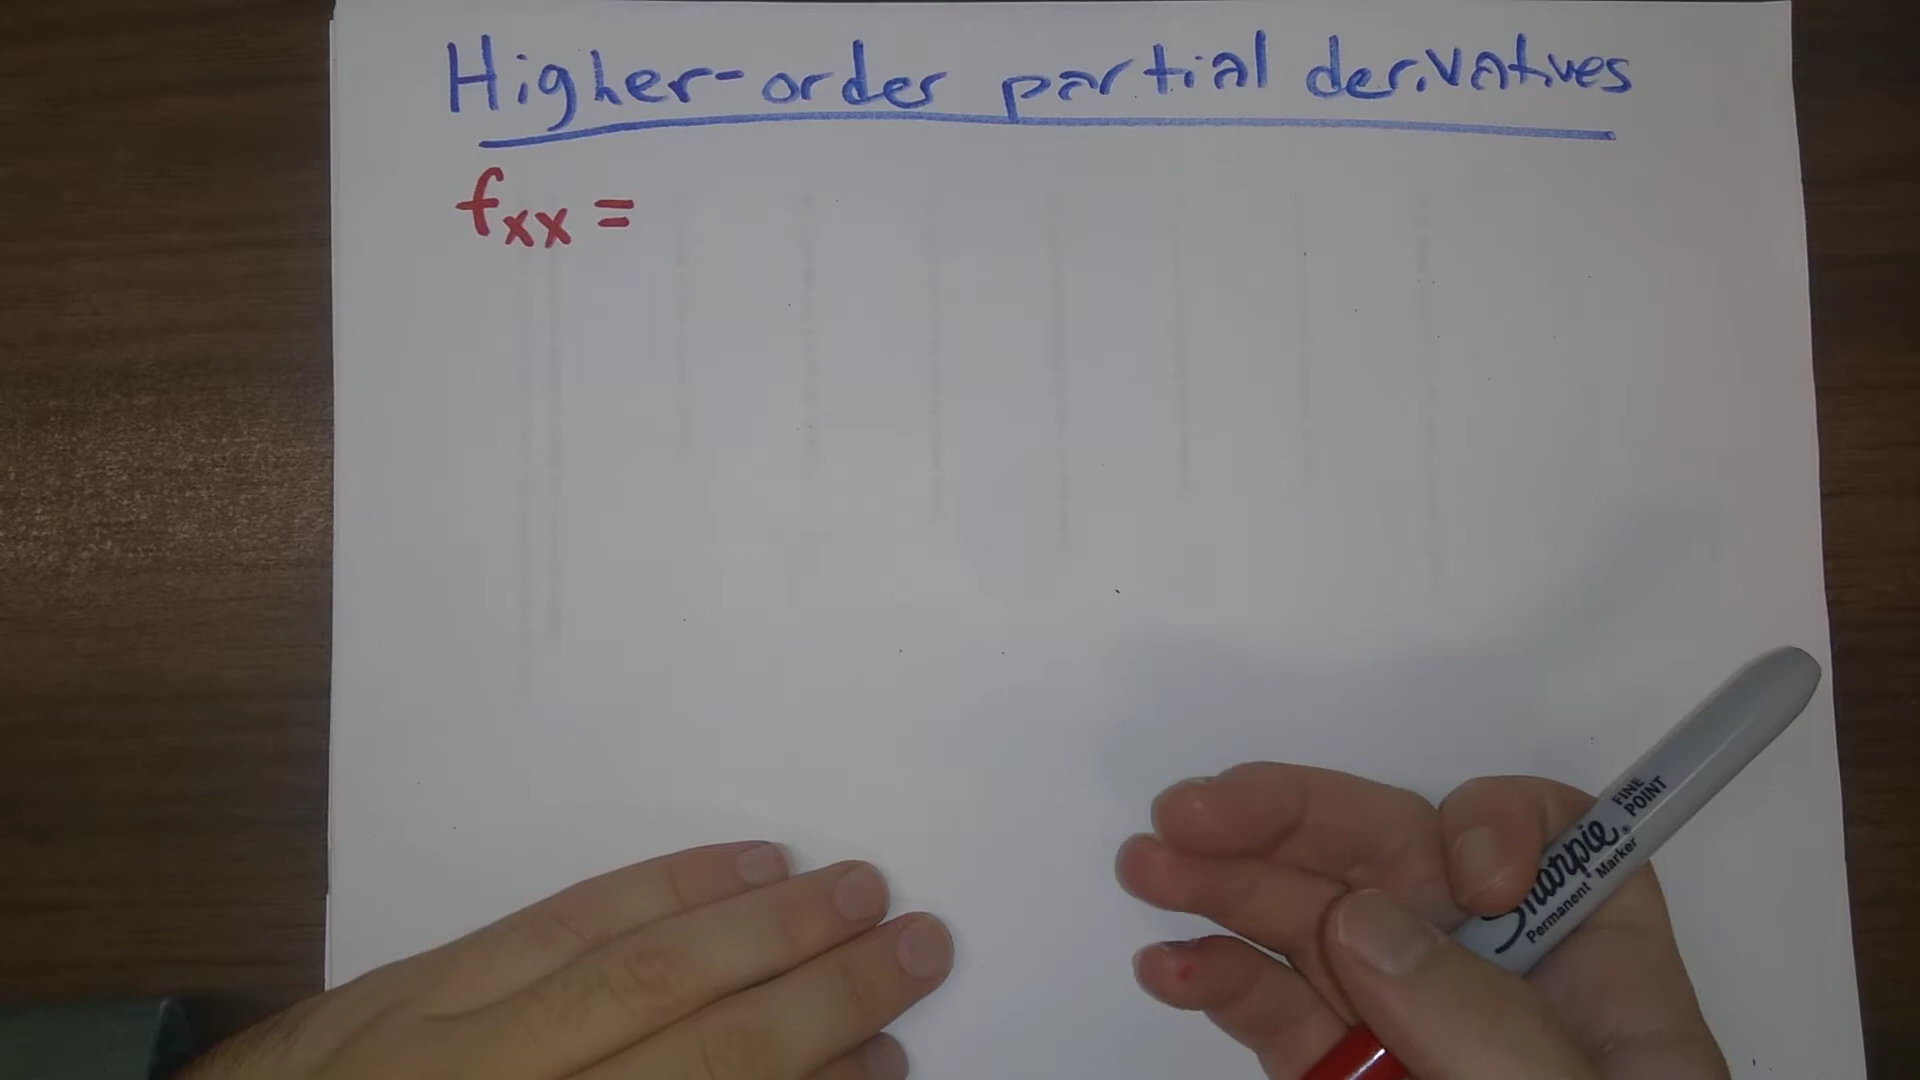 Higher-order partial derivatives
fxx =
Sharpie
FINE
POINT
Permanent Marker